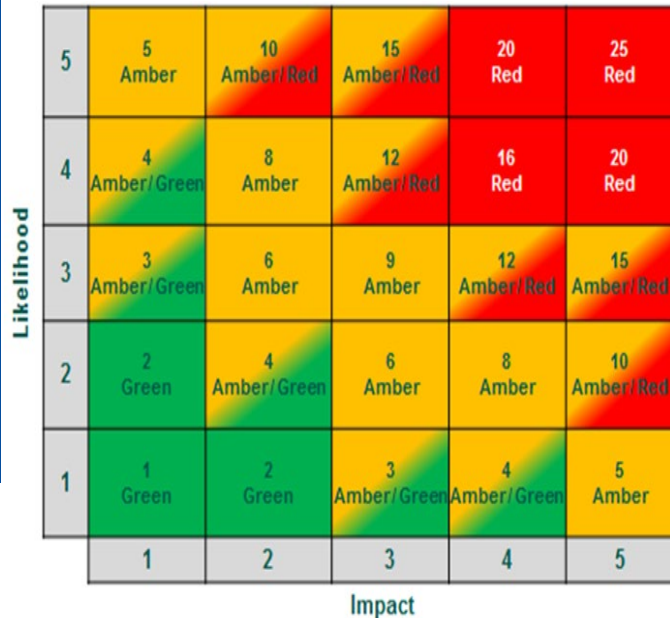 5 10 15 20 25
5 Amber Amber/Red Amber/Red Red Red
4 8 12 16 20
4 Amber/Green Amber Amber/Red Red Red
3 6 9 12 15
3 Amber/Green Amber Amber Amber/Red Amber/Red
2 4 6 8 10
2 Green Amber/Green Amber Amber Amber/Red
1 2 3 4 5
1 Green Green Amber/Green Amber/Green Amber
Likelihood
1 2 3 4 5
Impact